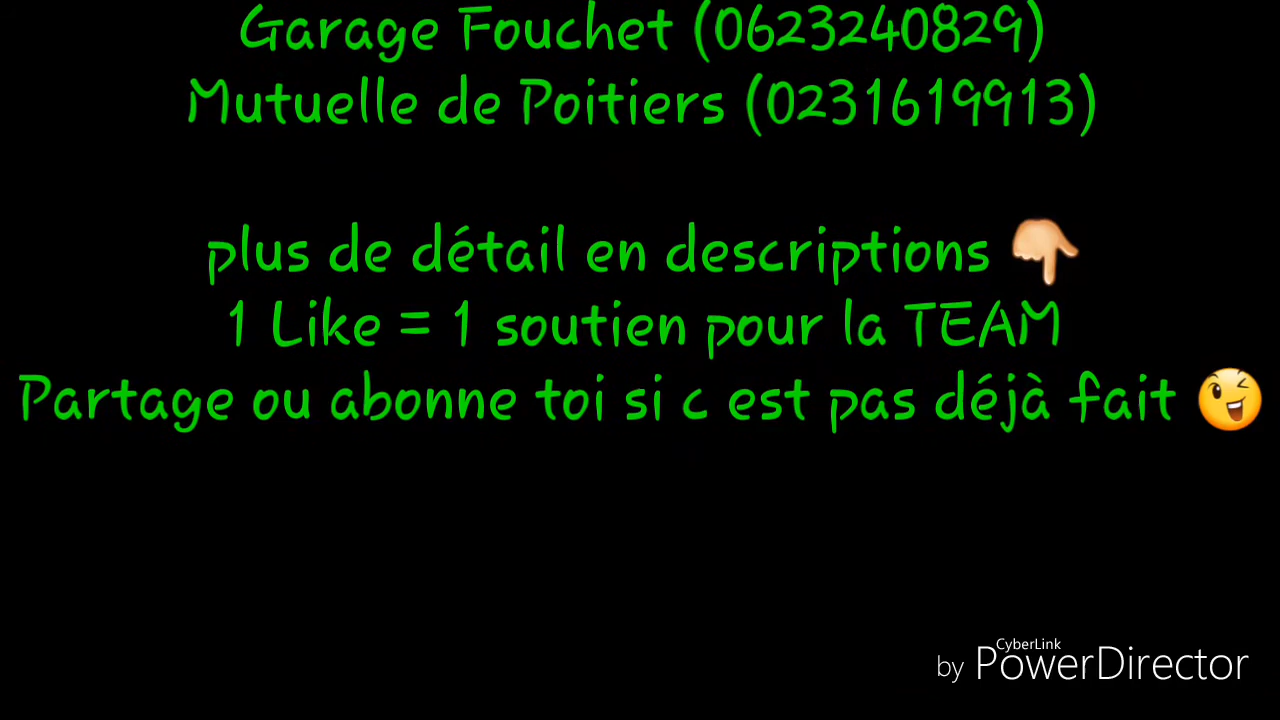 Garage Fouchet (0623240829)
Mutuelle de Poitiers (0231619913)
plus de détail en descriptions 👇🏻
1 Like = 1 soutien pour la TEAM
Partage ou abonne toi si c est pas déjà fait 😉
CyberLink
by PowerDirector